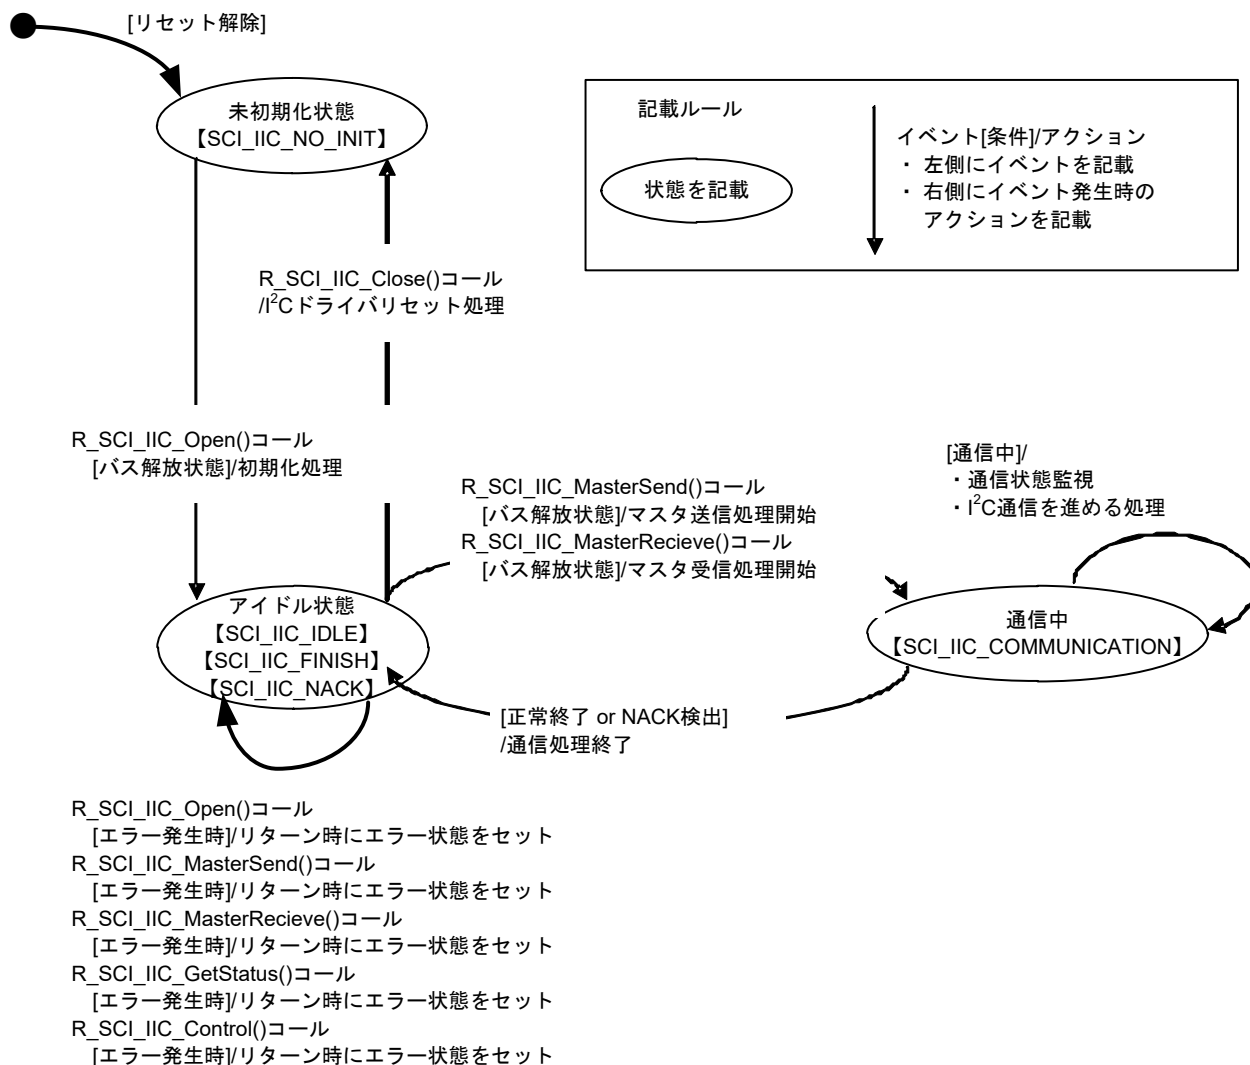 [リセット解除]
未初期化状態
【SCI_IIC_NO_INIT】
記載ルール
状態を記載
イベント[条件]/アクション
・ 左側にイベントを記載
・ 右側にイベント発生時の
アクションを記載
R_SCI_IIC_Close()コール
/I²Cドライバリセット処理
R_SCI_IIC_Open()コール
[バス解放状態]/初期化処理
R_SCI_IIC_MasterSend()コール
[バス解放状態]/マスタ送信処理開始
R_SCI_IIC_MasterRecieve()コール
[バス解放状態]/マスタ受信処理開始
[通信中]/
・通信状態監視
・I²C通信を進める処理
アイドル状態
【SCI_IIC_IDLE】
【SCI_IIC_FINISH】
【SCI_IIC_NACK】
通信中
【SCI_IIC_COMMUNICATION】
[正常終了 or NACK検出]
/通信処理終了
R_SCI_IIC_Open()コール
[エラー発生時]/リターン時にエラー状態をセット
R_SCI_IIC_MasterSend()コール
[エラー発生時]/リターン時にエラー状態をセット
R_SCI_IIC_MasterRecieve()コール
[エラー発生時]/リターン時にエラー状態をセット
R_SCI_IIC_GetStatus()コール
[エラー発生時]/リターン時にエラー状態をセット
R_SCI_IIC_Control()コール
[エラー発生時]/リターン時にエラー状態をセット